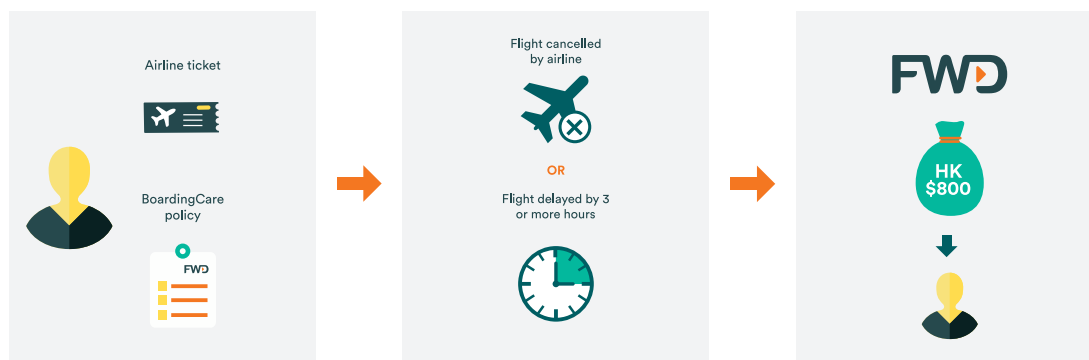 Airline ticket
BoardingCare
policy
FWD
Flight cancelled
by airline
OR
Flight delayed by 3
or more hours
FWD
HK
$800